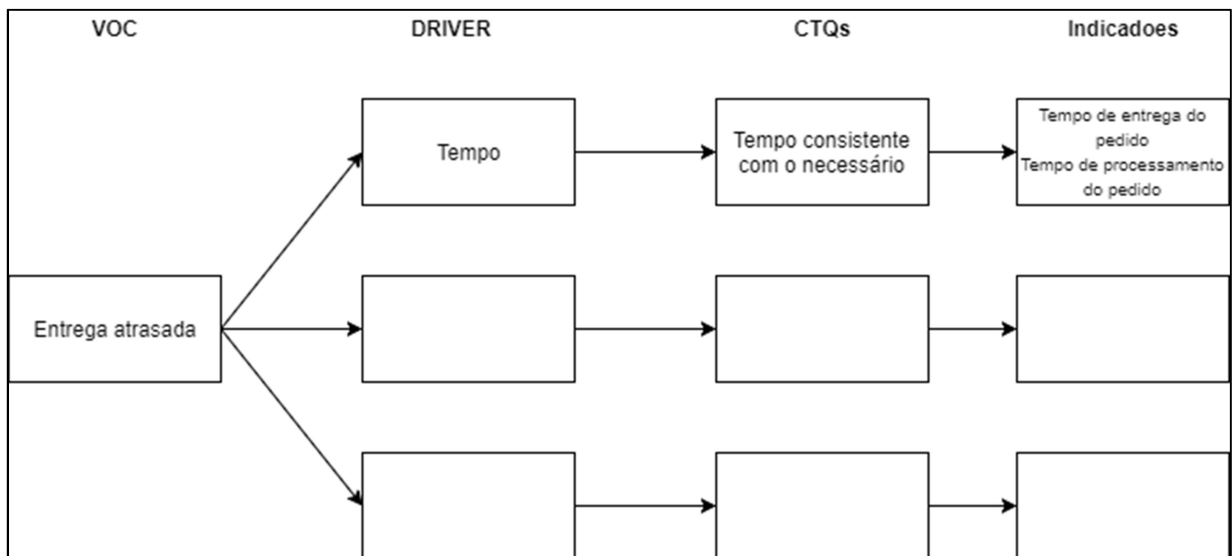 VOC
DRIVER
CTQs
Indicadoes
Tempo
Tempo consistente
com o necessário
Tempo de entrega do
pedido
Tempo de processamento
do pedido
Entrega atrasada